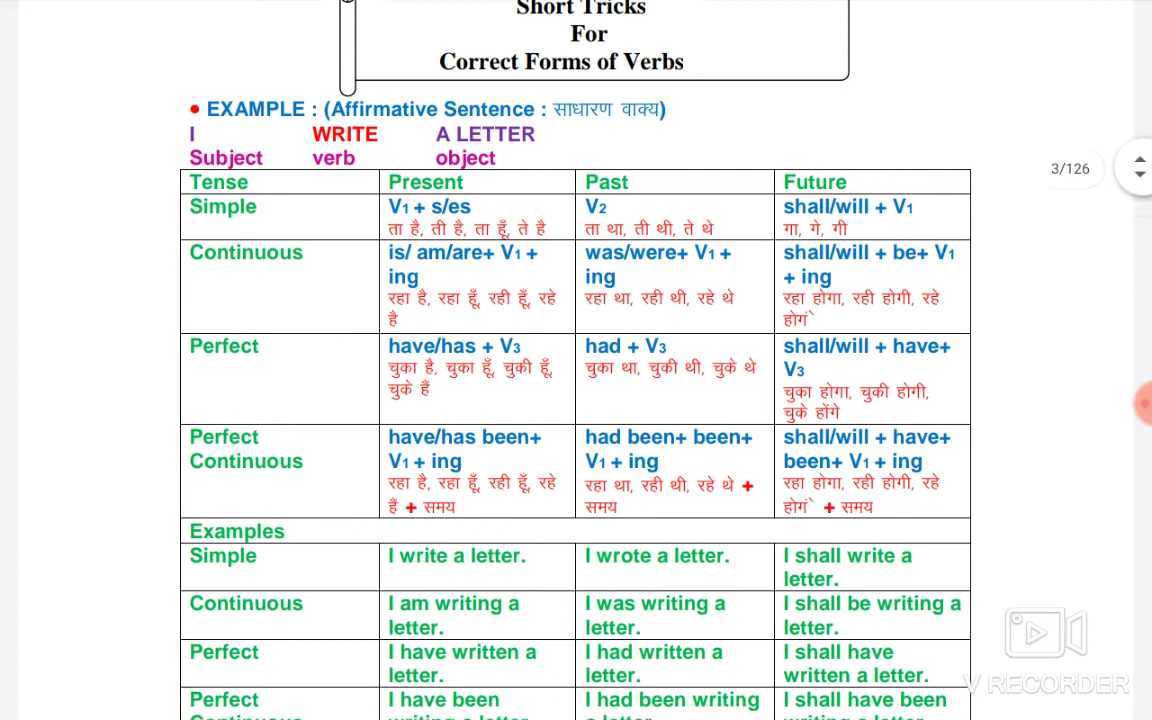 Short Tricks
For
Correct Forms of Verbs
• EXAMPLE : (Affirmative Sentence : साधारण वाक्य)
I WRITE A LETTER
Subject verb object
3/126
Tense Present Past Future
Simple V1 + s/es V2 shall/will + V1
ता है, ती है, ता हूँ, ते है ता था, ती थी, ते थे गा, गे, गी
Continuous is/ am/are+ V1 + was/were+ V1 + shall/will + be+ V1
ing ing + ing
रहा है, रहा हूँ, रही हूँ, रहे रहा था, रही थी, रहे थे रहा होगा, रही होगी, रहे
है होगंे
Perfect have/has + V3 had + V3 shall/will + have+
V3
चुका है, चुका हूँ, चुकी हूँ, चुका था, चुकी थी, चुके थे
चुके हैं चुका होगा, चुकी होगी,
चुके होंगे
Perfect have/has been+ had been+ been+ shall/will + have+
Continuous V1 + ing V1 + ing been+ V1 + ing
रहा है, रहा हूँ, रही हूँ, रहे रहा था, रही थी, रहे थे + रहा होगा, रही होगी, रहे
हैं + समय समय होगंे + समय
Examples
Simple I write a letter. I wrote a letter. I shall write a
letter.
Continuous I am writing a I was writing a I shall be writing a
letter. letter. letter.
Perfect I have written a I had written a I shall have
letter. letter. written a letter.
Perfect I have been I had been writing I shall have been
V RECORDER